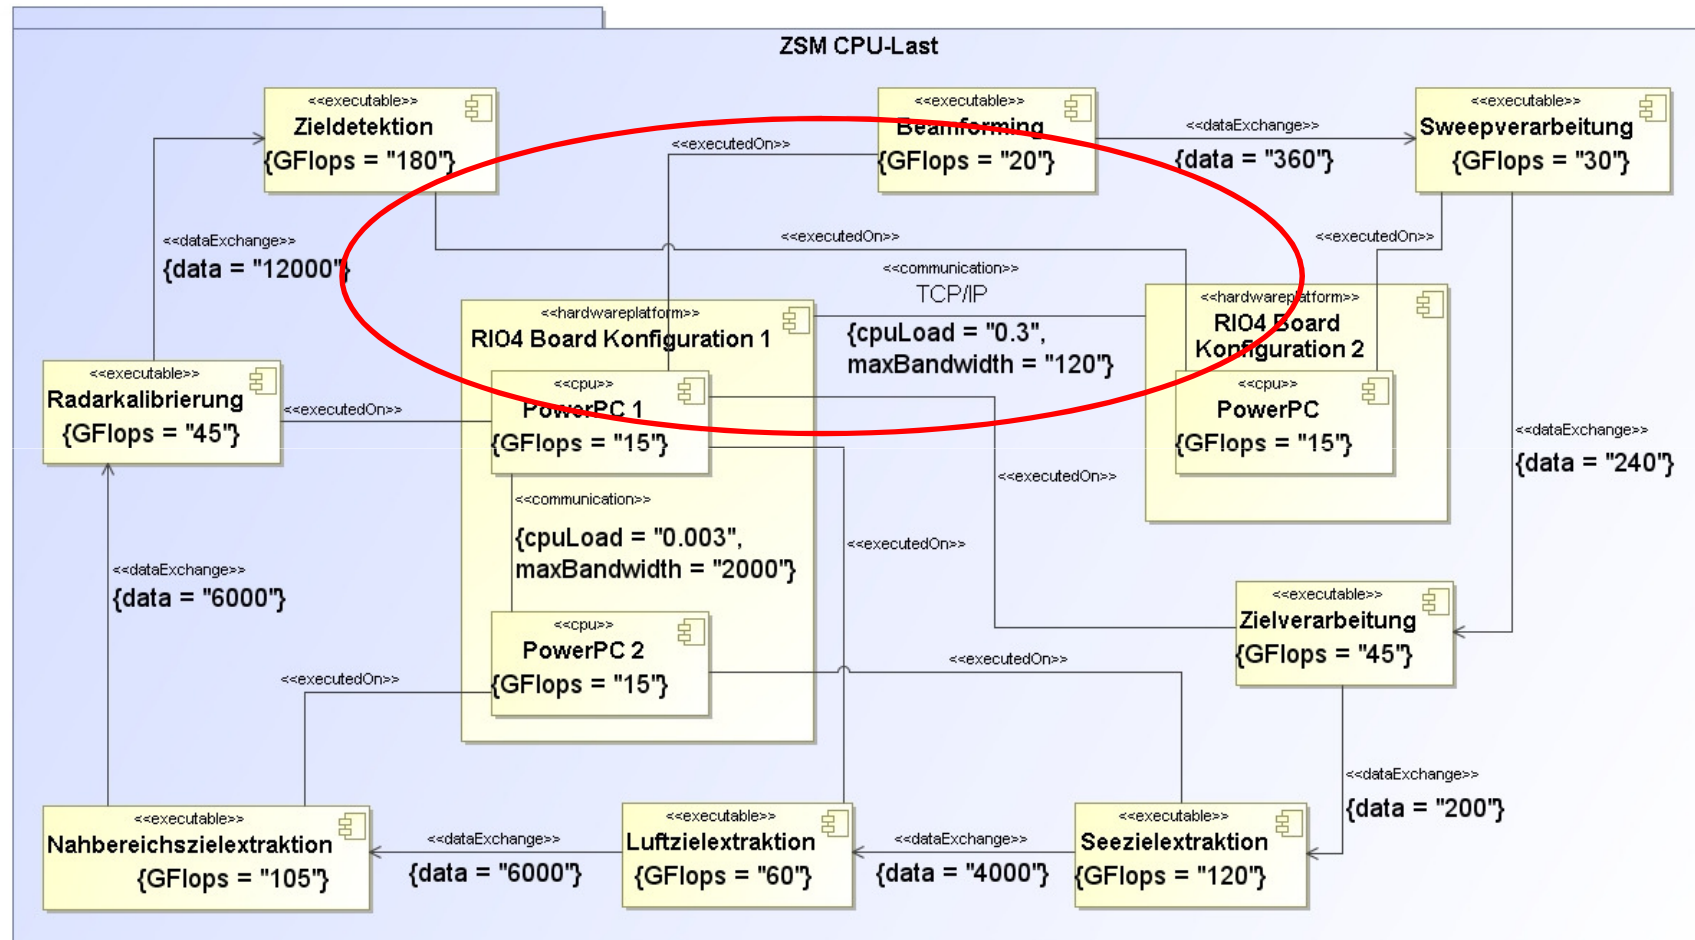 ZSM CPU-Last
<<executable>>
Zieldetektion
{GFlops = "180"}
<<executable>>
Beamforming
{GFlops = "20"}
<<executable>>
Sweepverarbeitung
{GFlops = "30"}
<<executedOn>>
<<dataExchange>>
{data = "360"}
<<dataExchange>>
{data = "12000"}
<<executedOn>>
<<executedOn>>
<<communication>>
TCP/IP
{cpuLoad = "0.3",
maxBandwidth = "120"}
<<hardwareplatform>>
RIO4 Board Konfiguration 1
<<hardwareplatform>>
RIO4 Board
Konfiguration 2
<<executable>>
Radarkalibrierung
{GFlops = "45"}
<<executedOn>>
<<cpu>>
PowerPC 1
{GFlops = "15"}
<<cpu>>
PowerPC
{GFlops = "15"}
<<dataExchange>>
{data = "240"}
<<executedOn>>
<<communication>>
{cpuLoad = "0.003",
maxBandwidth = "2000"}
<<executedOn>>
<<dataExchange>>
{data = "6000"}
<<cpu>>
PowerPC 2
{GFlops = "15"}
<<executable>>
Zielverarbeitung
{GFlops = "45"}
<<executedOn>>
<<executedOn>>
<<dataExchange>>
{data = "200"}
<<executable>>
Nahbereichszielextraktion
{GFlops = "105"}
<<dataExchange>>
{data = "6000"}
<<executable>>
Luftzielextraktion
{GFlops = "60"}
<<dataExchange>>
{data = "4000"}
<<executable>>
Seezielextraktion
{GFlops = "120"}